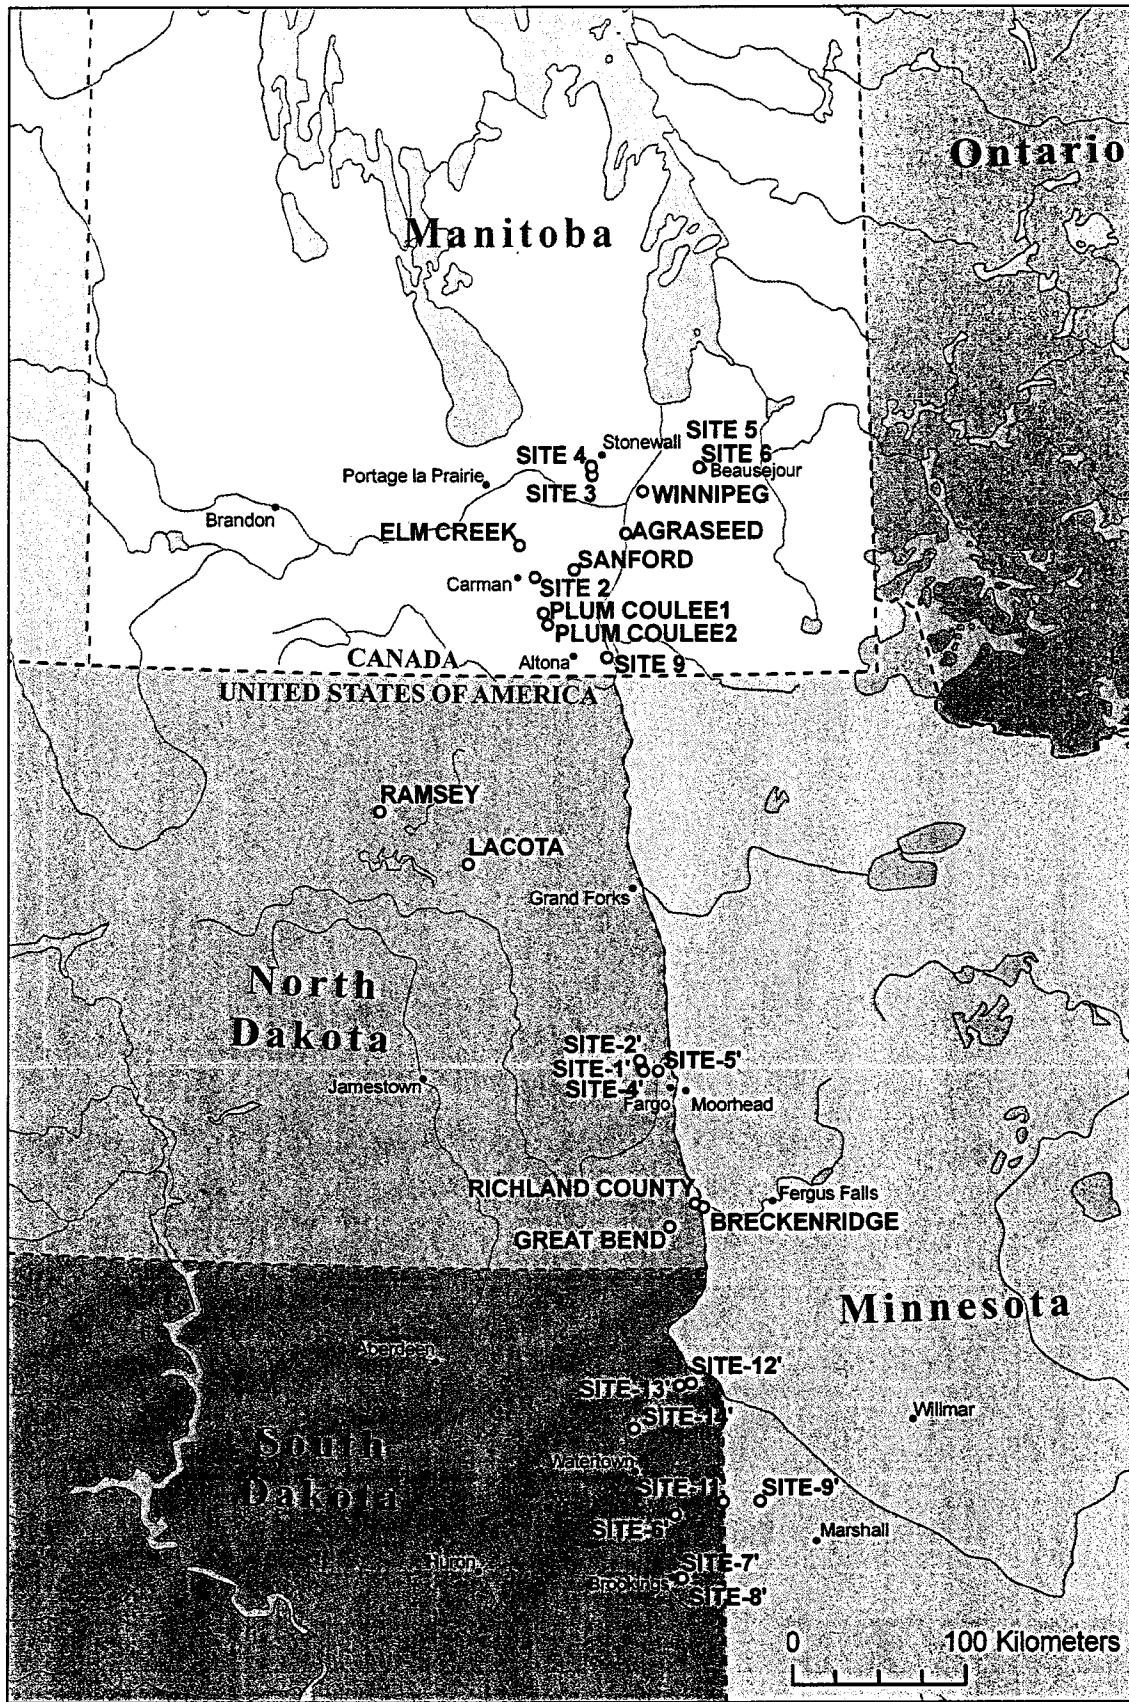 Ontario
Manitoba
SITE 5
Stonewall
SITE 4
SITE 6
Beausejour
Portage la Prairie
SITE 3
WINNIPEG
Brandon
ELM CREEK
AGRASEED
SANFORD
Carman
SITE 2
PLUM COULEE1
PLUM COULEE2
CANADA
Altona
SITE 9
UNITED STATES OF AMERICA
RAMSEY
LACOTA
Grand Forks
North
Dakota
SITE-2'
SITE-1'
SITE-5'
SITE-4'
Jamestown
Fargo
Moorhead
RICHLAND COUNTY
Fergus Falls
BRECKENRIDGE
GREAT BEND
Minnesota
Aberdeen
SITE-12'
SITE-13'
SITE-14'
Willmar
South
Dakota
Watertown
SITE-11'
SITE-9'
SITE-6'
Marshall
Huron
SITE-7'
Brookings
SITE-8'
0 100 Kilometers